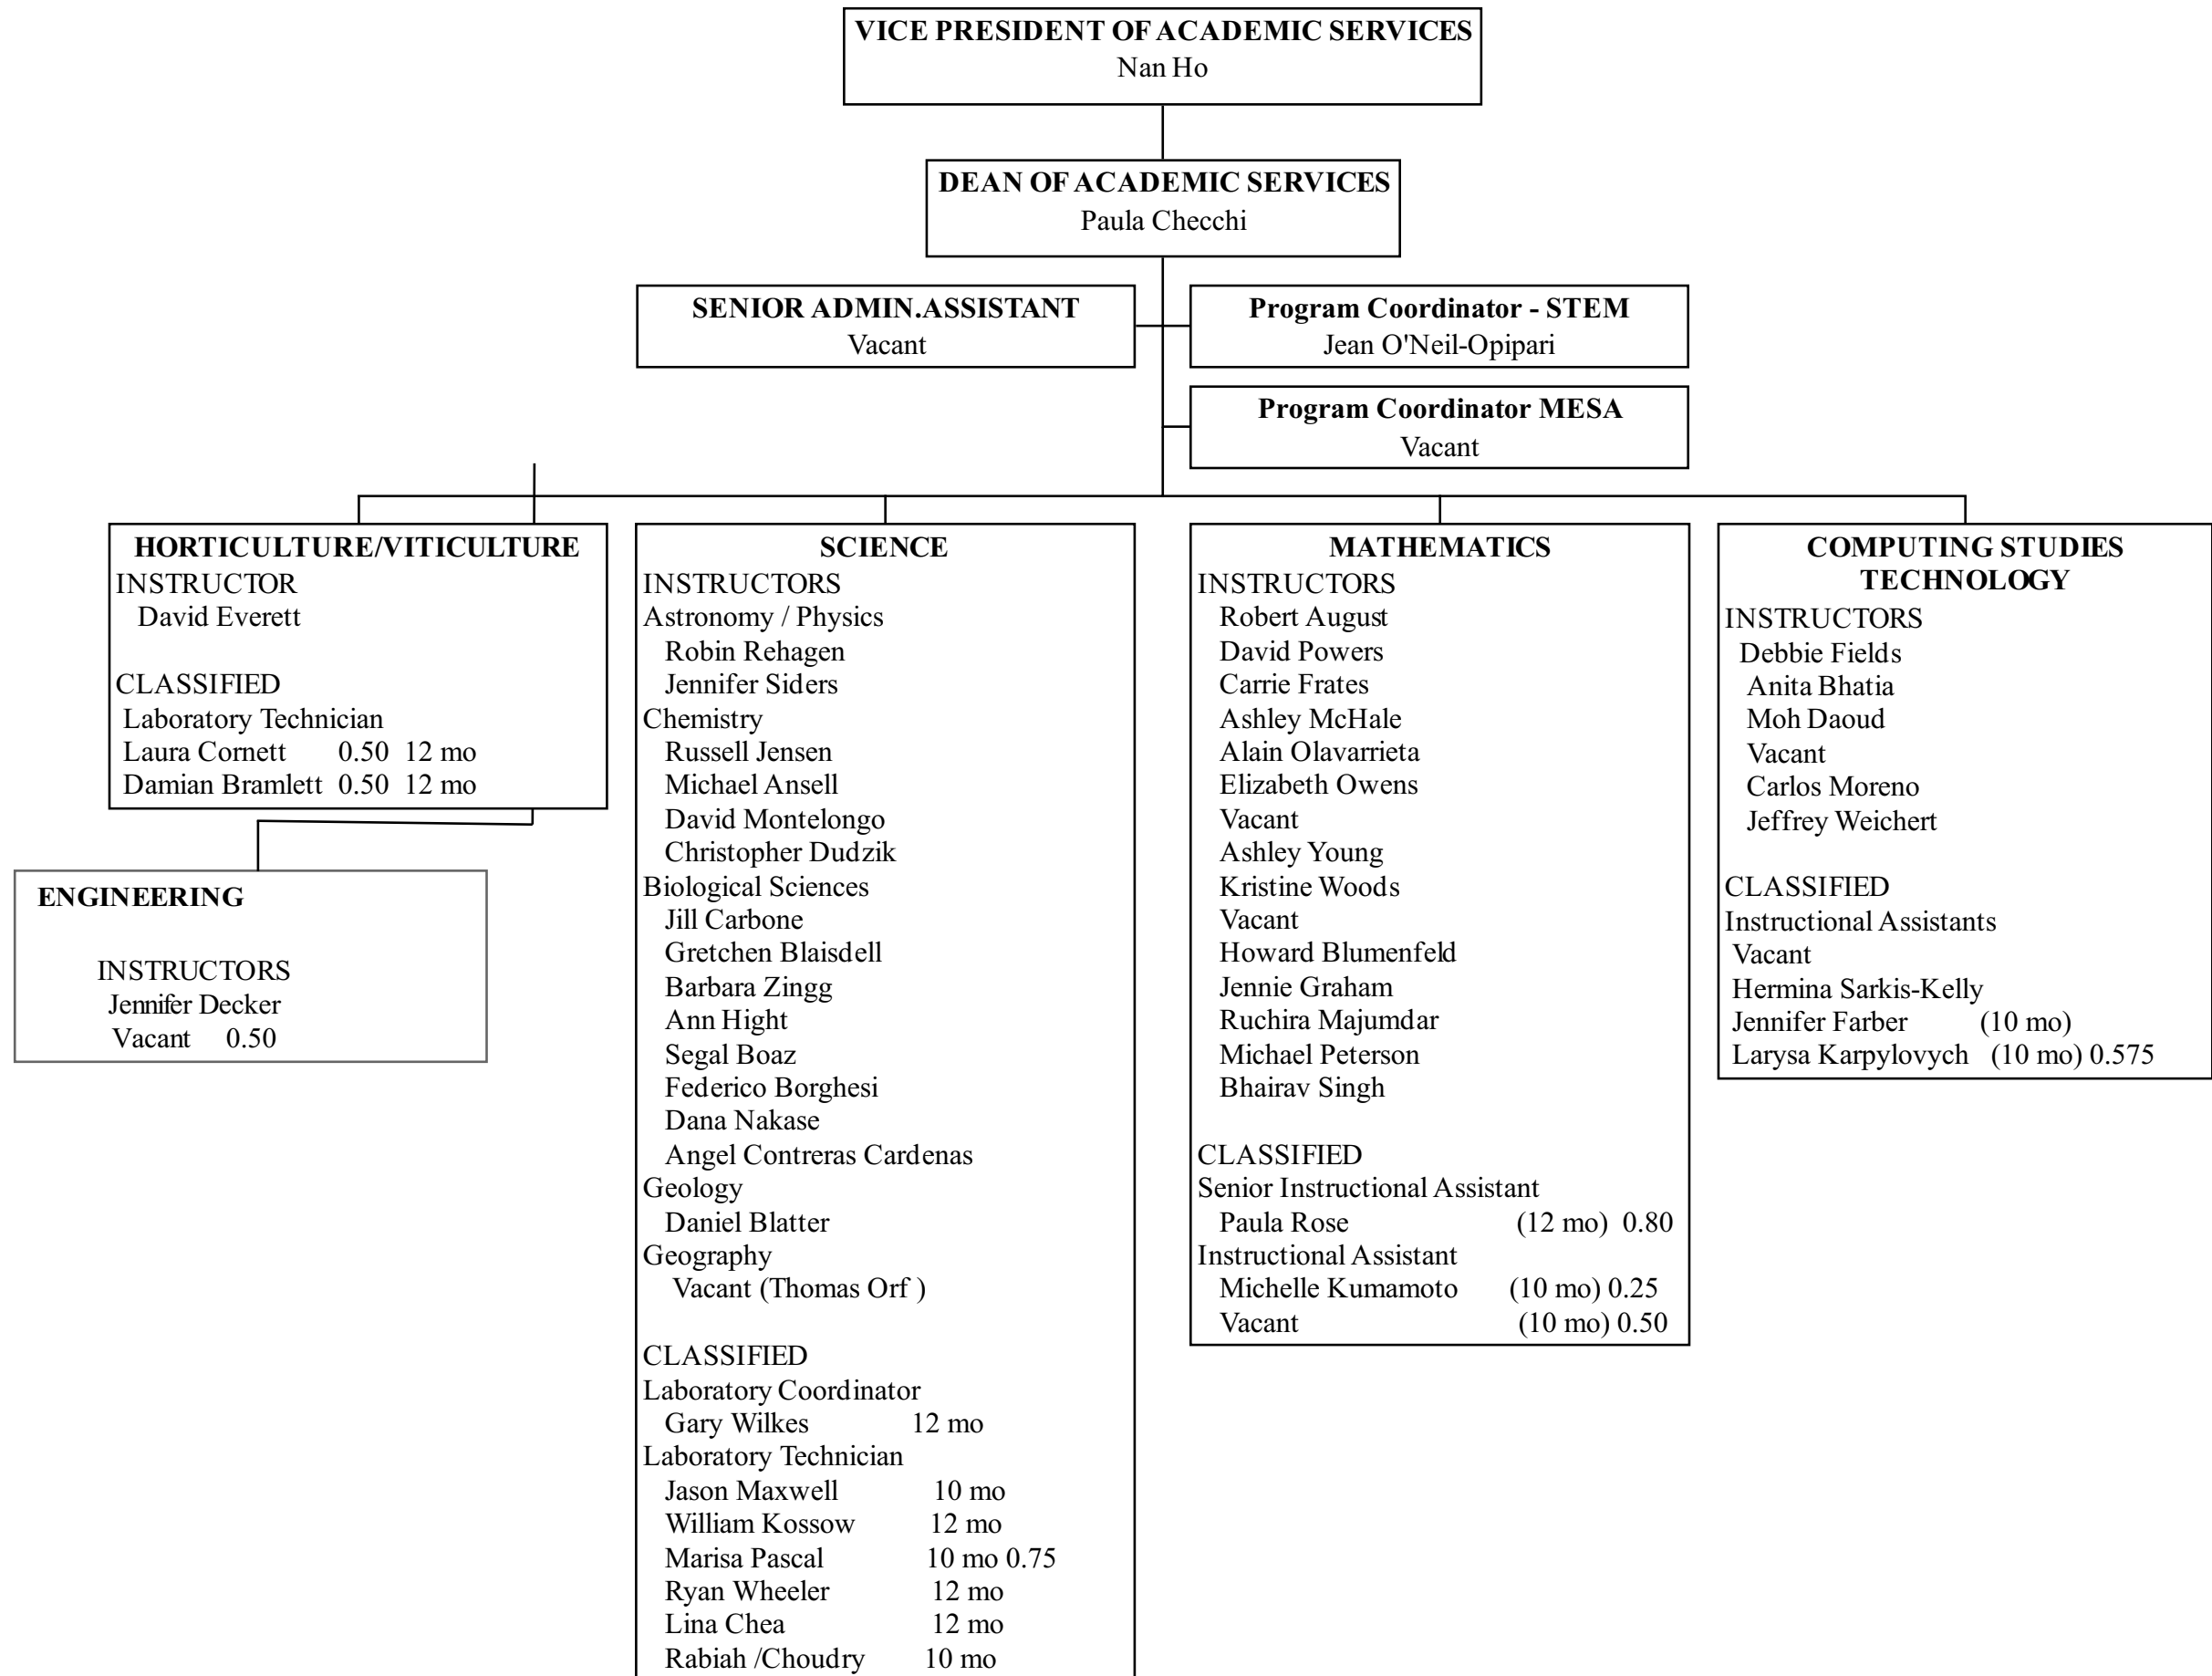 VICE PRESIDENT OF ACADEMIC SERVICES
Nan Ho
DEAN OF ACADEMIC SERVICES
Paula Checchi
SENIOR ADMIN.ASSISTANT
Vacant
Program Coordinator - STEM
Jean O'Neil-Opipari
Program Coordinator MESA
Vacant
HORTICULTURE/VITICULTURE
INSTRUCTOR
David Everett
CLASSIFIED
Laboratory Technician
Laura Cornett 0.50 12 mo
Damian Bramlett 0.50 12 mo
ENGINEERING
INSTRUCTORS
Jennifer Decker
Vacant 0.50
SCIENCE
INSTRUCTORS
Astronomy / Physics
Robin Rehagen
Jennifer Siders
Chemistry
Russell Jensen
Michael Ansell
David Montelongo
Christopher Dudzik
Biological Sciences
Jill Carbone
Gretchen Blaisdell
Barbara Zingg
Ann Hight
Segal Boaz
Federico Borghesi
Dana Nakase
Angel Contreras Cardenas
Geology
Daniel Blatter
Geography
Vacant (Thomas Orf )
CLASSIFIED
Laboratory Coordinator
Gary Wilkes 12 mo
Laboratory Technician
Jason Maxwell 10 mo
William Kossow 12 mo
Marisa Pascal 10 mo 0.75
Ryan Wheeler 12 mo
Lina Chea 12 mo
Rabiah /Choudry 10 mo
MATHEMATICS
INSTRUCTORS
Robert August
David Powers
Carrie Frates
Ashley McHale
Alain Olavarrieta
Elizabeth Owens
Vacant
Ashley Young
Kristine Woods
Vacant
Howard Blumenfeld
Jennie Graham
Ruchira Majumdar
Michael Peterson
Bhairav Singh
CLASSIFIED
Senior Instructional Assistant
Paula Rose (12 mo) 0.80
Instructional Assistant
Michelle Kumamoto (10 mo) 0.25
Vacant (10 mo) 0.50
COMPUTING STUDIES
TECHNOLOGY
INSTRUCTORS
Debbie Fields
Anita Bhatia
Moh Daoud
Vacant
Carlos Moreno
Jeffrey Weichert
CLASSIFIED
Instructional Assistants
Vacant
Hermina Sarkis-Kelly
Jennifer Farber (10 mo)
Larysa Karpylovych (10 mo) 0.575